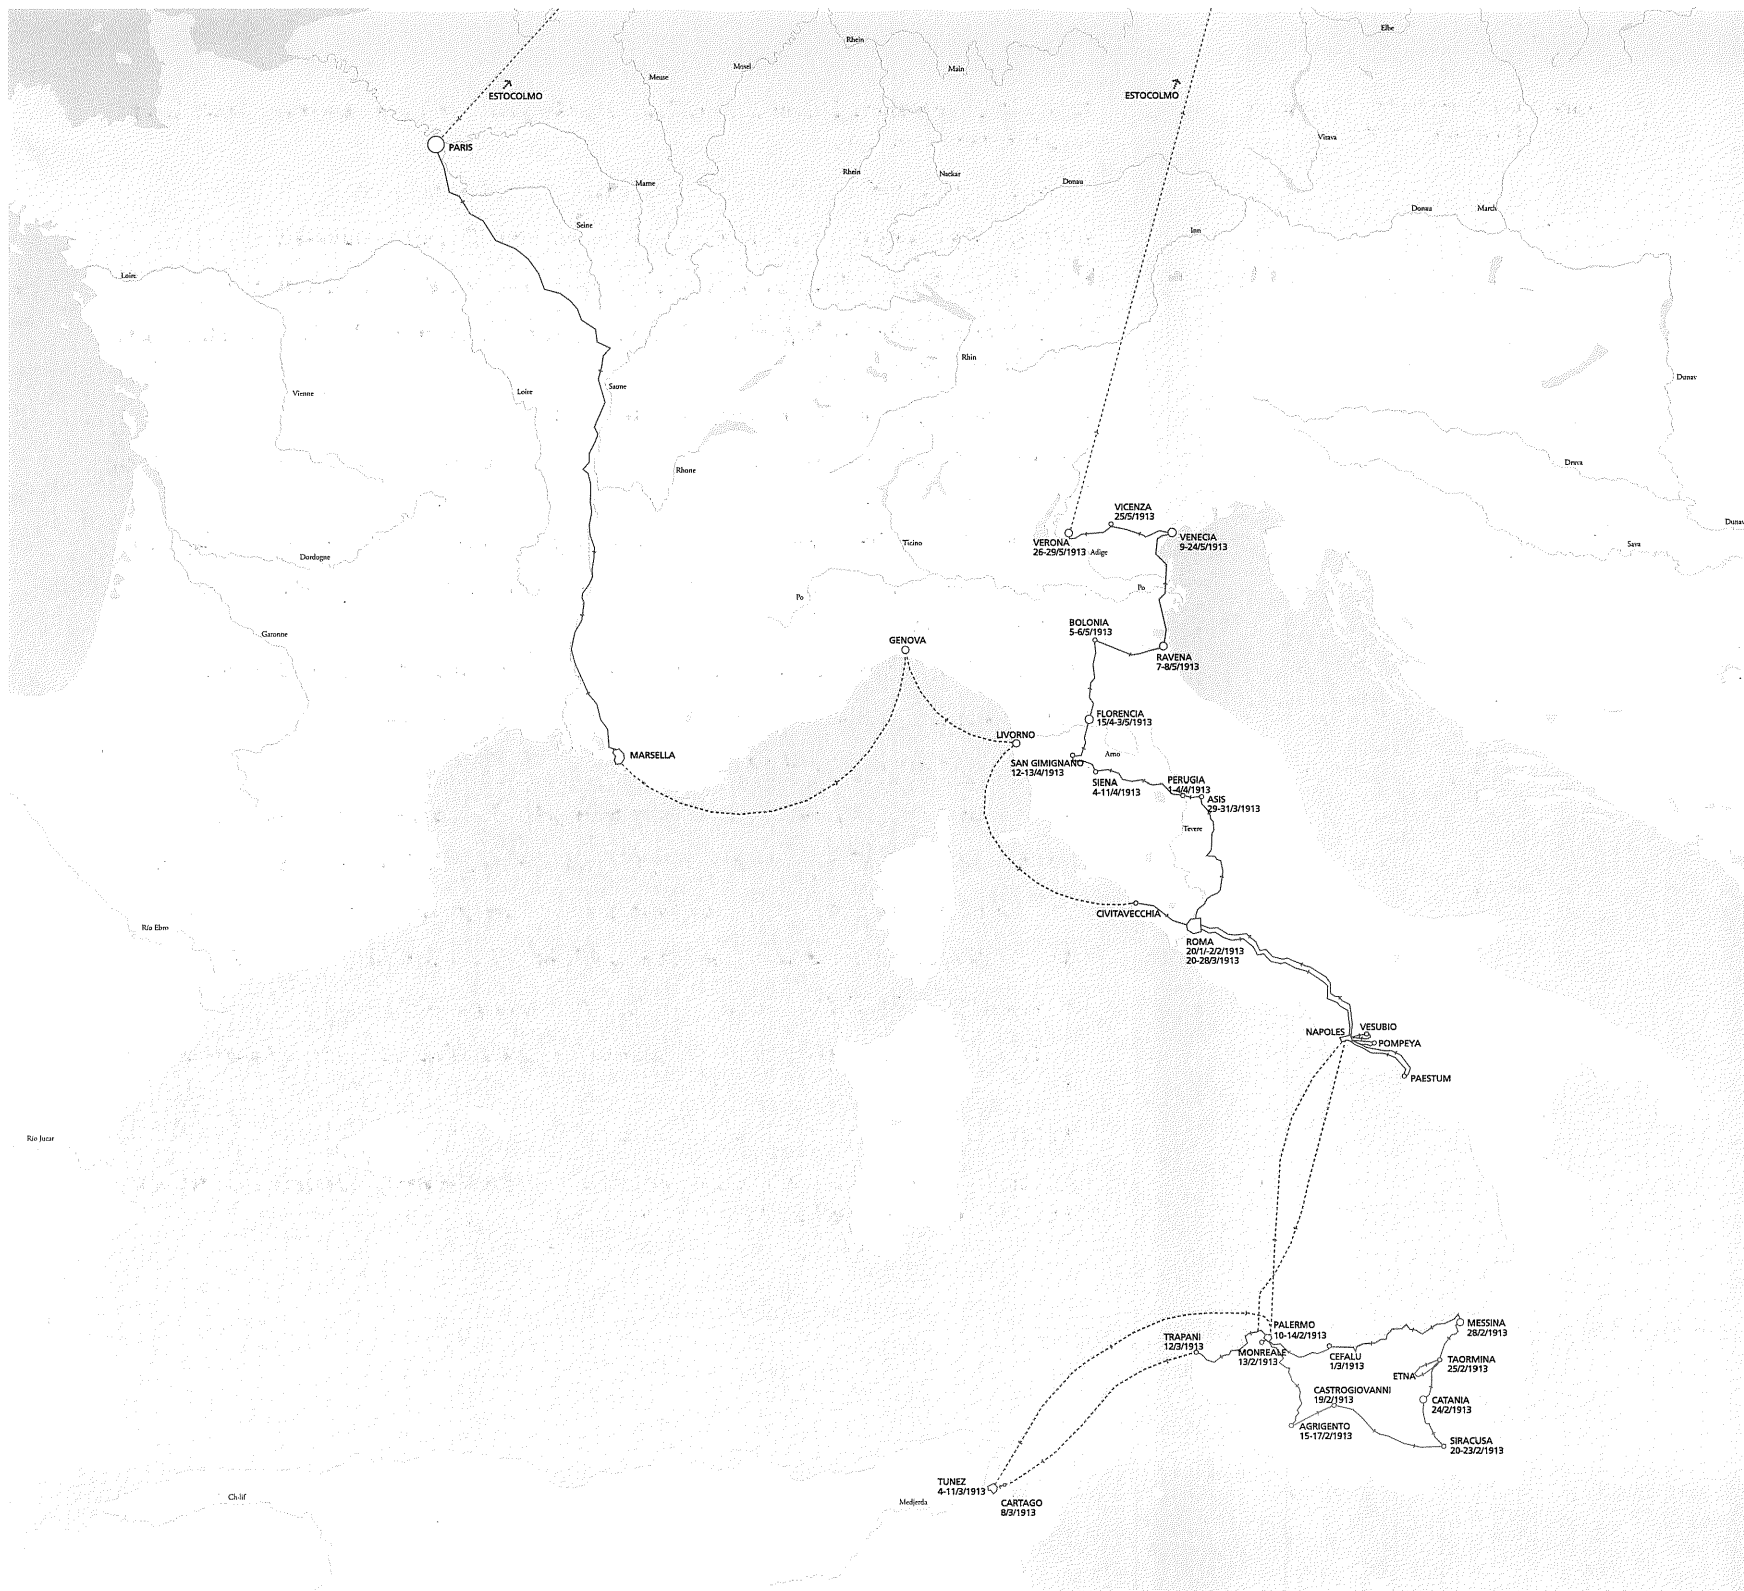 Elbe
Rhein
Mosel
Main
Meuse
ESTOCOLMO
ESTOCOLMO
Vltava
PARIS
Rhein
Neckar
Donau
Marne
Donau
March
Seine
Inn
Loire
Rhin
Dunav
Vienne
Loire
Saone
Drava
Rhone
VICENZA
25/5/1913
Dunav
VERONA
26-29/5/1913
Adige
VENECIA
9-24/5/1913
Ticino
Sava
Dordogne
Po
Po
BOLONIA
5-6/5/1913
Garonne
GENOVA
RAVENA
7-8/5/1913
FLORENCIA
15/4-3/5/1913
LIVORNO
Arno
MARSELLA
SAN GIMIGNANO
12-13/4/1913
SIENA
4-11/4/1913
PERUGIA
1-4/4/1913
ASIS
29-31/3/1913
Tevere
CIVITAVECCHIA
Río Ebro
ROMA
20/1/-2/2/1913
20-28/3/1913
NAPOLES
VESUBIO
POMPEYA
PAESTUM
Río Jucar
PALERMO
10-14/2/1913
MESSINA
28/2/1913
TRAPANI
12/3/1913
MONREALE
13/2/1913
CEFALU
1/3/1913
TAORMINA
25/2/1913
ETNA
CASTROGIOVANNI
19/2/1913
CATANIA
24/2/1913
AGRIGENTO
15-17/2/1913
SIRACUSA
20-23/2/1913
TUNEZ
4-11/3/1913
Chlif
Medjerda
CARTAGO
8/3/1913